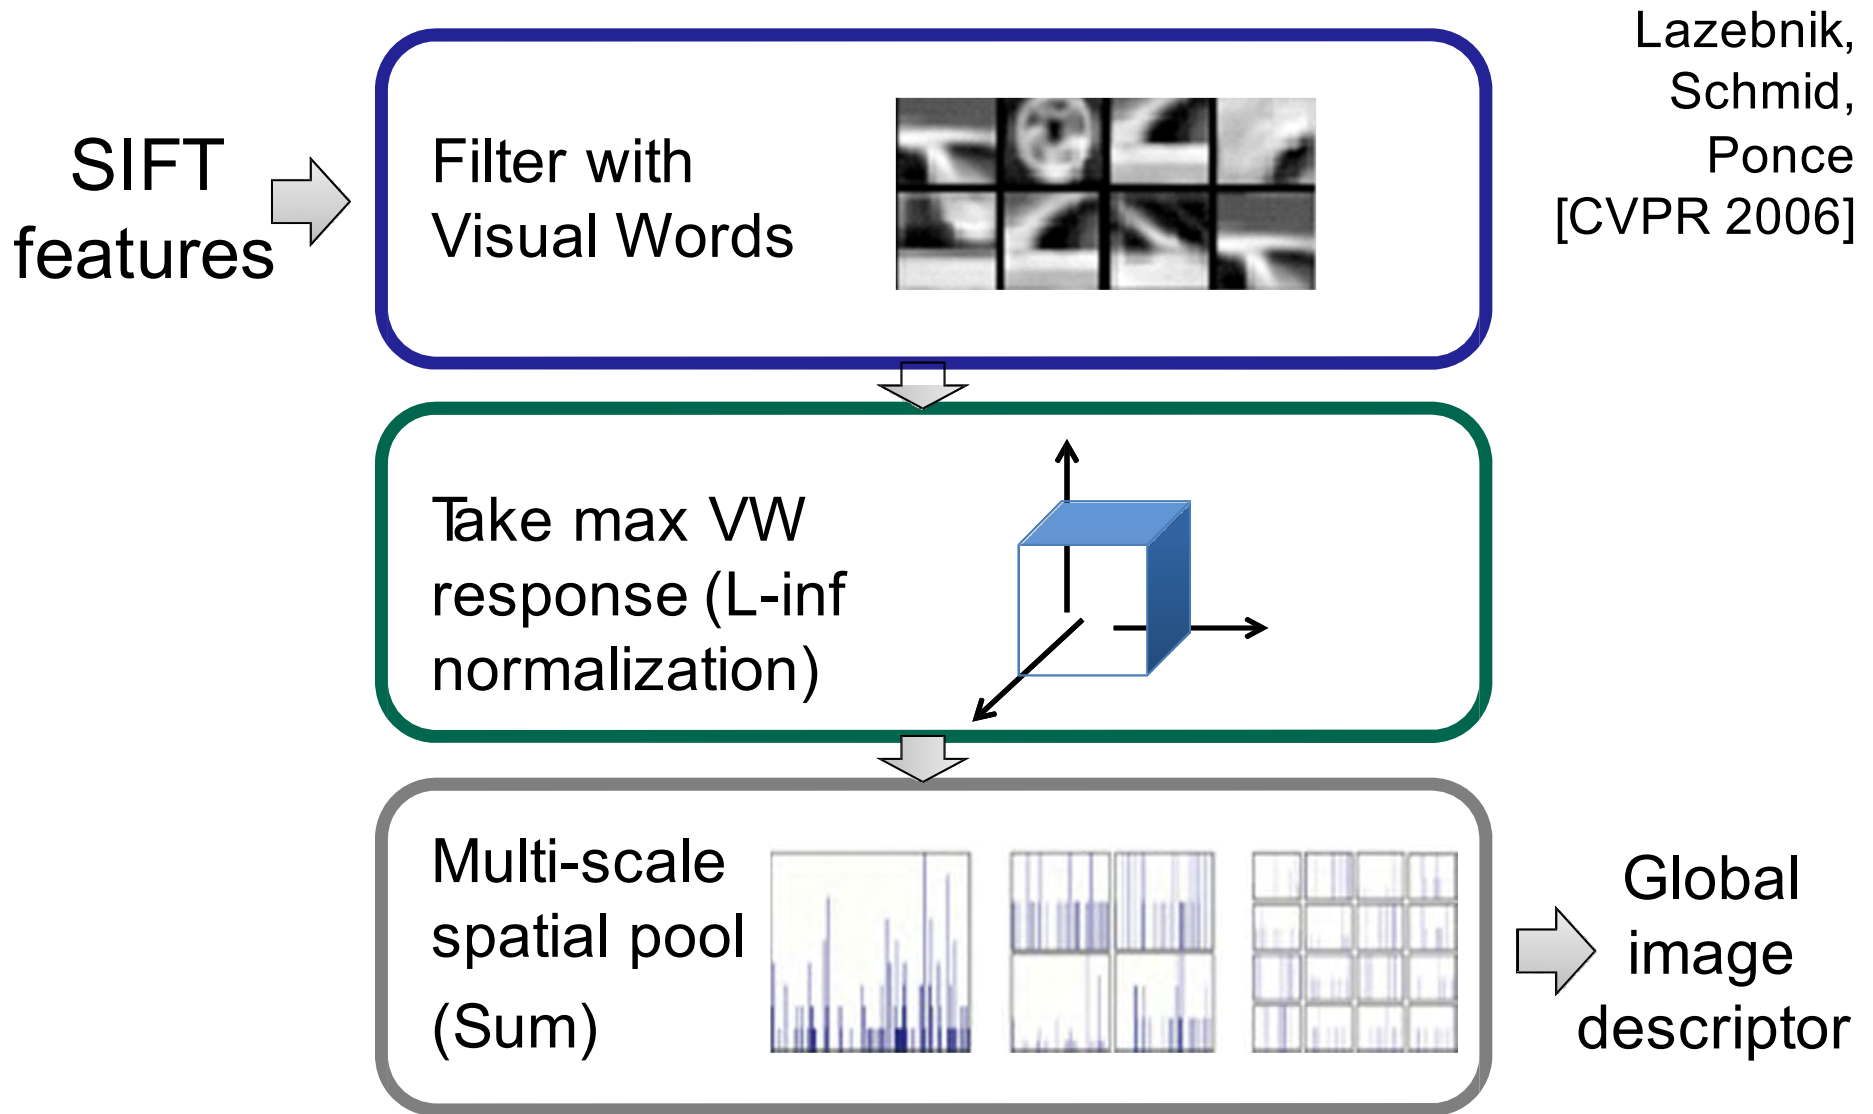 SIFT
features
Filter with
Visual Words
Lazebnik,
Schmid,
Ponce
[CVPR 2006]
Take max VW
response (L-inf
normalization)
Multi-scale
spatial pool
(Sum)
Global
image
descriptor